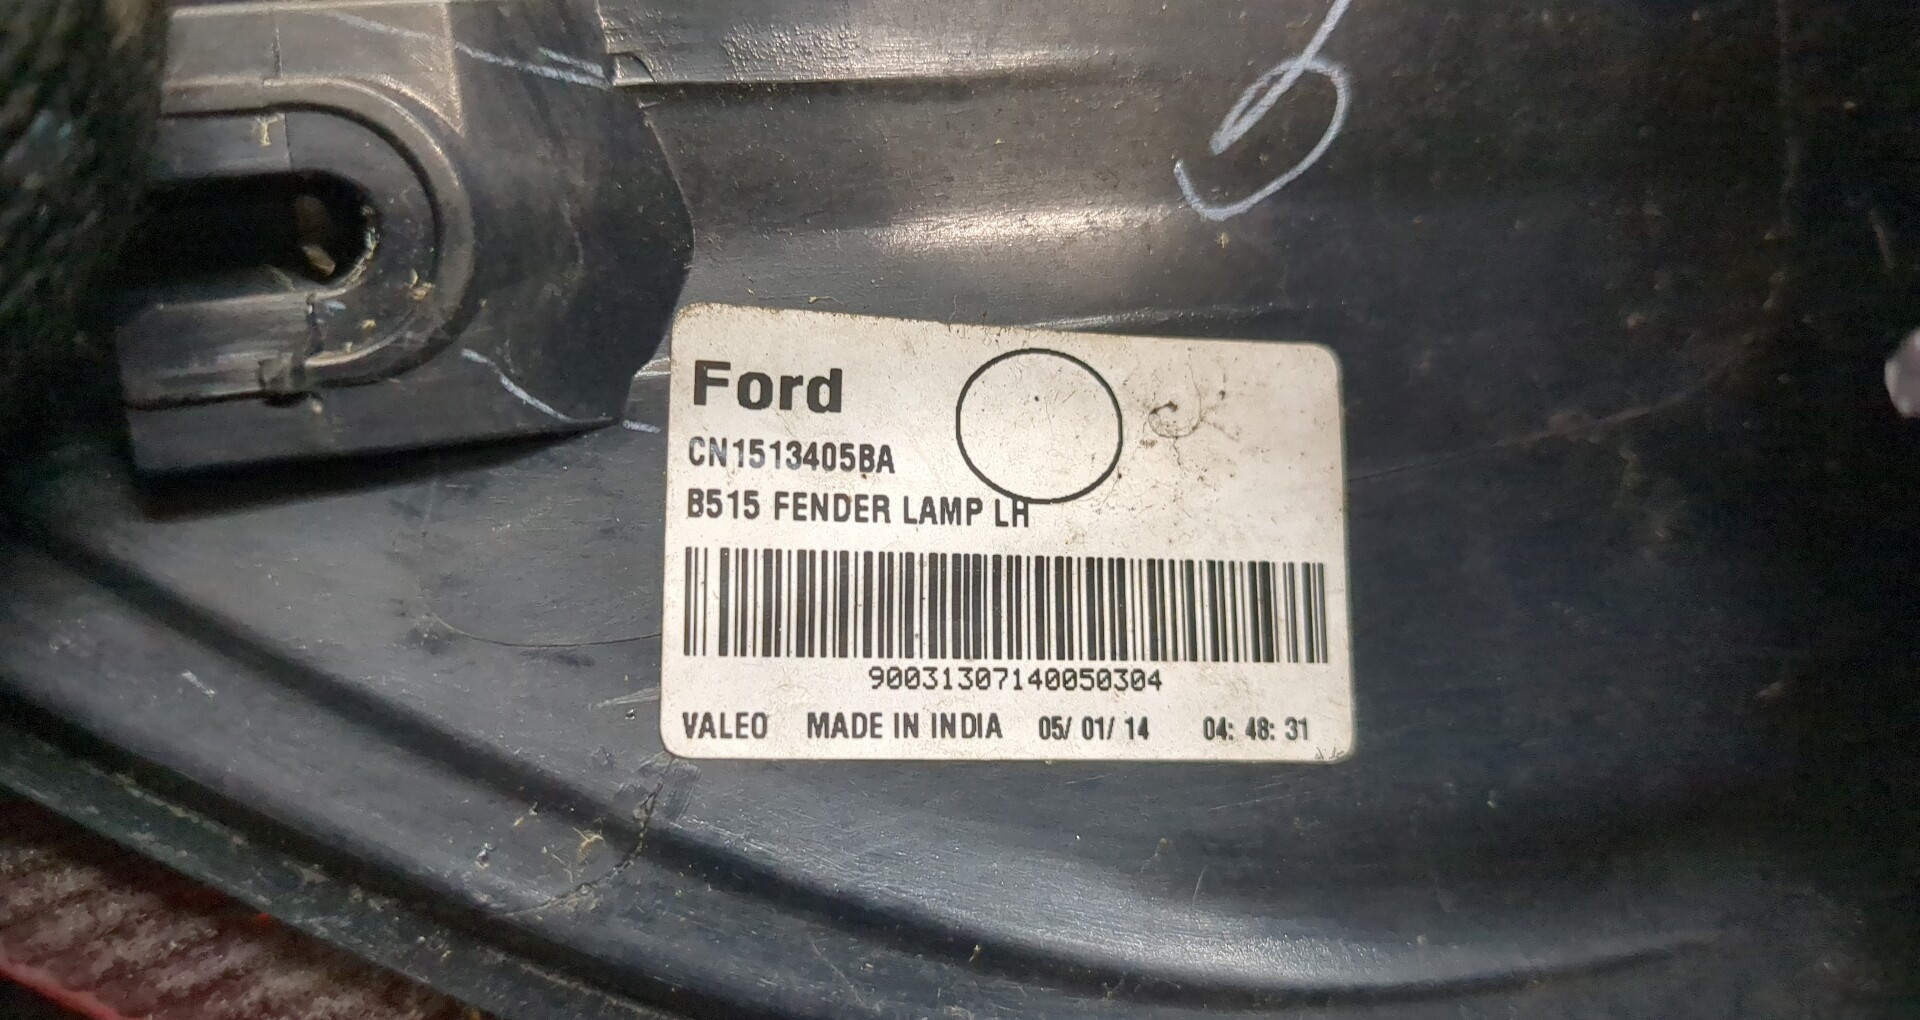 Ford
CN1513405BA
B515 FENDER LAMP LH
90031307140050304
VALEO MADE IN INDIA 05/ 01/ 14 04: 48: 31